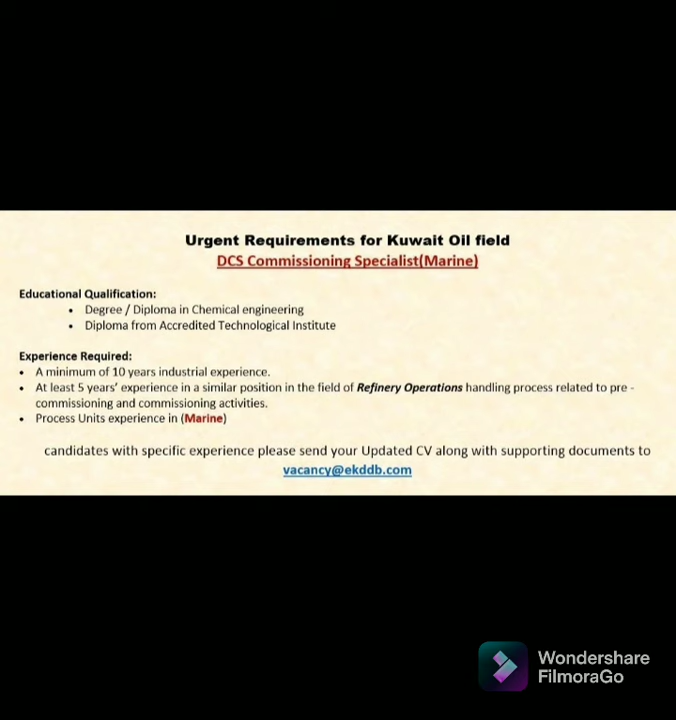 Urgent Requirements for Kuwait Oil field
DCS Commissioning Specialist(Marine)
Educational Qualification:
• Degree / Diploma in Chemical engineering
• Diploma from Accredited Technological Institute
Experience Required:
• A minimum of 10 years industrial experience.
• At least 5 years’ experience in a similar position in the field of Refinery Operations handling process related to pre -
commissioning and commissioning activities.
• Process Units experience in (Marine)
candidates with specific experience please send your Updated CV along with supporting documents to
vacancy@ekddb.com
Wondershare
FilmoraGo